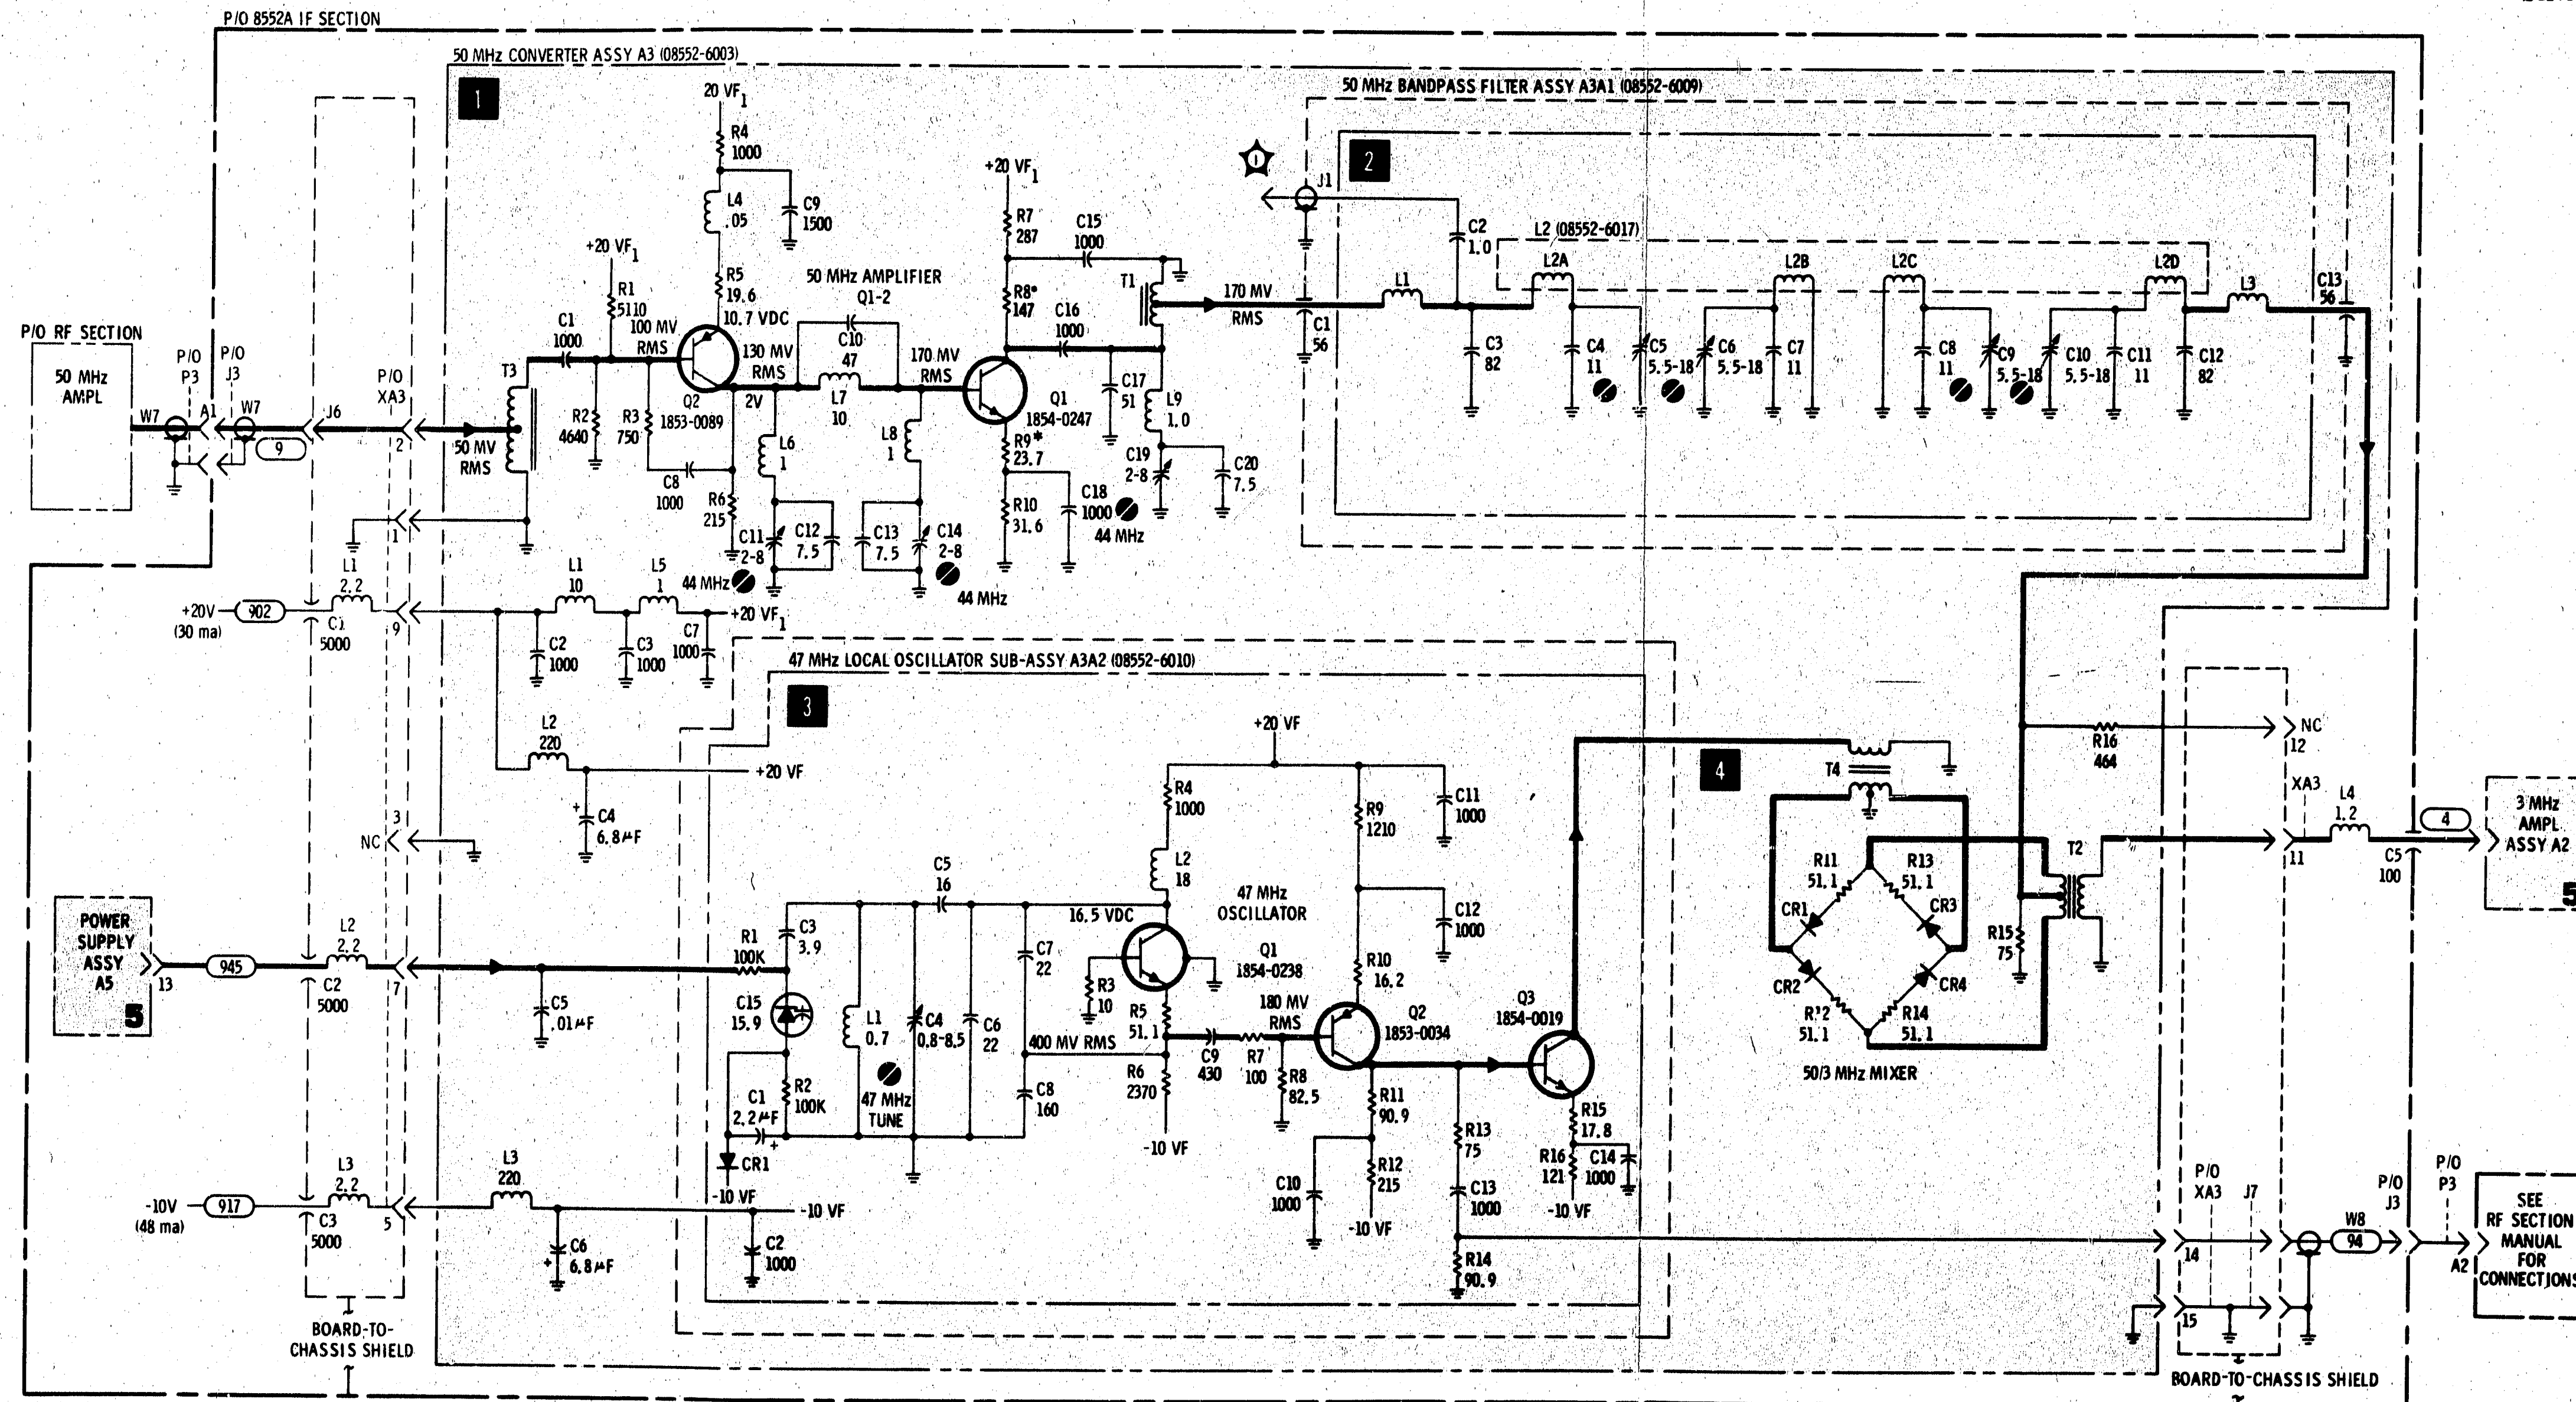 P/O 8552A IF SECTION
50 MHz CONVERTER ASSY A3 (08552-6003)
1
20 VF1
R4
1000
L4
.05
C9
1500
R5
19.6
10.7 VDC
+20 VF1
R1
5110
C1
1000
100 MV
RMS
T3
R2
4640
R3
750
C8
1000
Q2
1853-0089
130 MV
RMS
2V
R6
215
L6
1
C11
2-8
C12
7.5
44 MHz
50 MHz AMPLIFIER
Q1-2
C10
47
L7
10
L8
1
C13
7.5
C14
2-8
44 MHz
170 MV
RMS
+20 VF1
R7
287
R8*
147
C15
1000
C16
1000
T1
Q1
1854-0247
R9*
23.7
R10
31.6
C18
1000
44 MHz
C17
51
L9
1.0
C19
2-8
C20
7.5
170 MV
RMS
50 MHz BANDPASS FILTER ASSY A3A1 (08552-6009)
1
2
J1
C1
56
L1
C2
1.0
C3
82
L2 (08552-6017)
L2A
L2B
L2C
L2D
L3
C13
56
C4
11
C5
5.5-18
C6
5.5-18
C7
11
C8
11
C9
5.5-18
C10
5.5-18
C11
11
C12
82
P/O RF SECTION
50 MHz
AMPL
W7
P/O
P3
A1
P/O
J3
W7
9
J6
P/O
XA3
2
50 MV
RMS
1
+20V
(30 ma)
902
C1
5000
L1
2.2
9
L1
10
L5
1
C2
1000
C3
1000
C7
1000
+20 VF1
L2
220
C4
6.8µF
+
+20 VF
NC
3
POWER
SUPPLY
ASSY
A5
5
13
945
L2
2.2
C2
5000
7
C5
.01µF
-10V
(48 ma)
917
L3
2.2
C3
5000
5
L3
220
C6
6.8µF
+
-10 VF
C2
1000
BOARD-TO-
CHASSIS SHIELD
47 MHz LOCAL OSCILLATOR SUB-ASSY A3A2 (08552-6010)
3
R1
100K
C3
3.9
C15
15.9
C1
2.2µF
+
R2
100K
CR1
-10 VF
L1
0.7
47 MHz
TUNE
C4
0.8-8.5
C5
16
C6
22
C7
22
C8
160
400 MV RMS
+20 VF
R4
1000
L2
18
16.5 VDC
47 MHz
OSCILLATOR
Q1
1854-0238
R3
10
R5
51.1
R6
2370
-10 VF
C9
430
R7
100
R8
82.5
180 MV
RMS
R9
1210
C11
1000
C12
1000
R10
16.2
Q2
1853-0034
R11
90.9
R12
215
C10
1000
-10 VF
R13
75
C13
1000
R14
90.9
Q3
1854-0019
R15
17.8
R16
121
C14
1000
-10 VF
4
T4
R11
51.1
R13
51.1
CR1
CR3
CR2
CR4
51.1
R14
51.1
50/3 MHz MIXER
R15
75
T2
R16
464
NC
12
XA3
11
L4
1.2
C5
100
4
3 MHz
AMPL
ASSY A2
5
P/O
XA3
J7
14
15
W8
94
P/O
J3
P/O
P3
A2
SEE
RF SECTION
MANUAL
FOR
CONNECTIONS
BOARD-TO-CHASSIS SHIELD